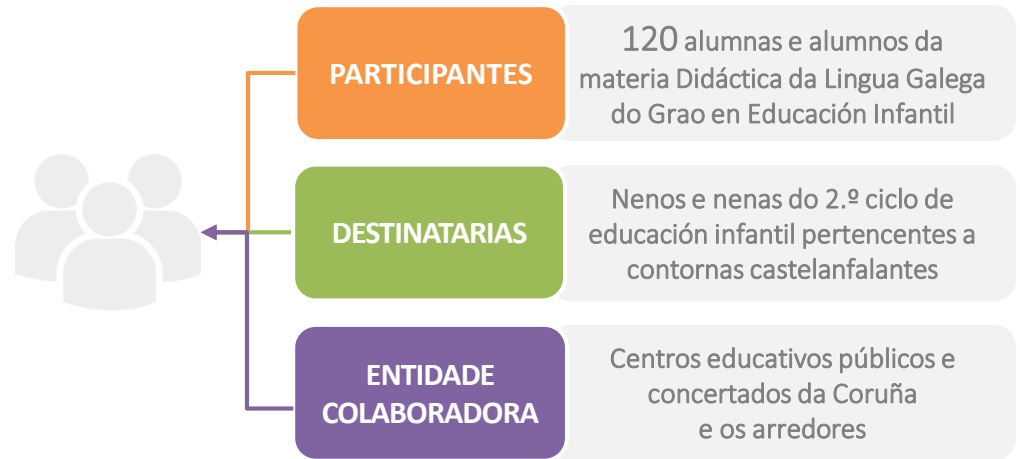 PARTICIPANTES
120 alumnas e alumnos da
materia Didáctica da Lingua Galega
do Grao en Educación Infantil
DESTINATARIAS
Nenos e nenas do 2.º ciclo de
educación infantil pertencentes a
contornas castelanfalantes
ENTIDADE
COLABORADORA
Centros educativos públicos e
concertados da Coruña
e os arredores